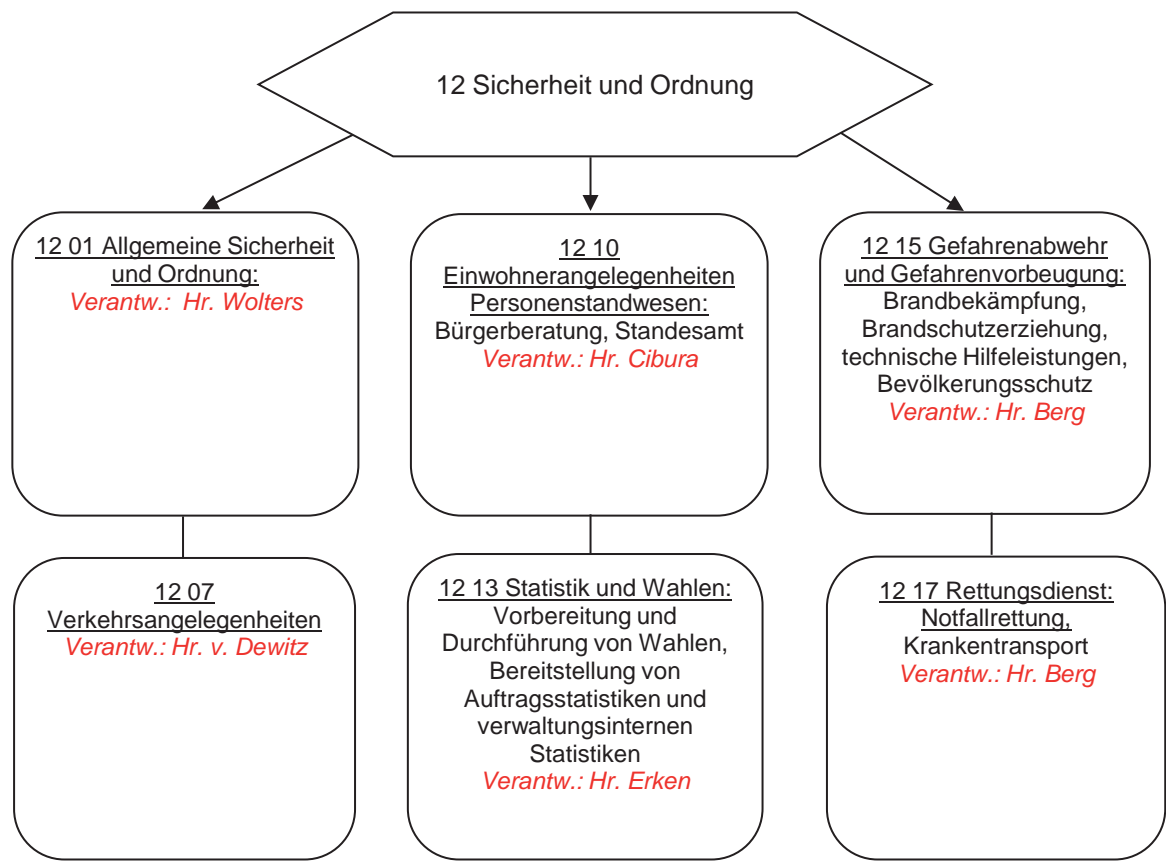 12 Sicherheit und Ordnung
12 01 Allgemeine Sicherheit
und Ordnung:
Verantw.: Hr. Wolters
12 10
Einwohnerangelegenheiten
Personenstandwesen:
Bürgerberatung, Standesamt
Verantw.: Hr. Cibura
12 15 Gefahrenabwehr
und Gefahrenvorbeugung:
Brandbekämpfung,
Brandschutzerziehung,
technische Hilfeleistungen,
Bevölkerungsschutz
Verantw.: Hr. Berg
12 07
Verkehrsangelegenheiten
Verantw.: Hr. v. Dewitz
12 13 Statistik und Wahlen:
Vorbereitung und
Durchführung von Wahlen,
Bereitstellung von
Auftragsstatistiken und
verwaltungsinternen
Statistiken
Verantw.: Hr. Erken
12 17 Rettungsdienst:
Notfallrettung,
Krankentransport
Verantw.: Hr. Berg